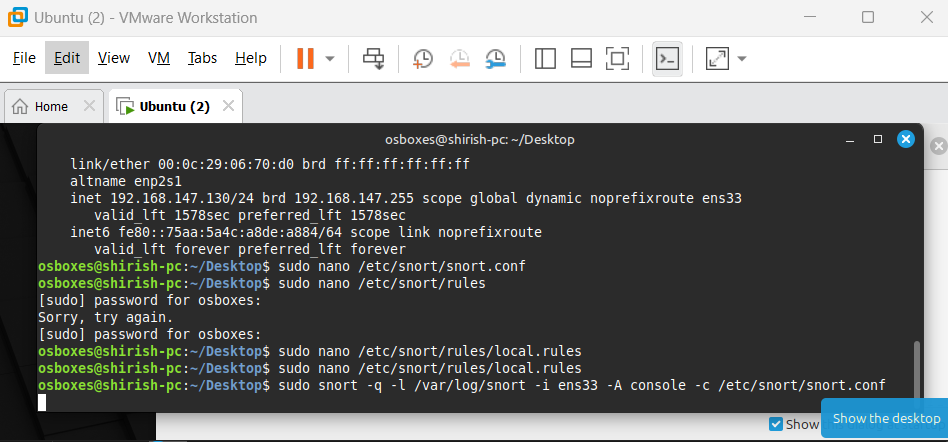 Ubuntu (2) - VMware Workstation
File Edit View VM Tabs Help
Home Ubuntu (2)
osboxes@shirish-pc: ~/Desktop
link/ether 00:0c:29:06:70:d0 brd ff:ff:ff:ff:ff:ff
altname enp2s1
inet 192.168.147.130/24 brd 192.168.147.255 scope global dynamic noprefixroute ens33
valid_lft 1578sec preferred_lft 1578sec
inet6 fe80::75aa:5a4c:a8de:a884/64 scope link noprefixroute
valid_lft forever preferred_lft forever
osboxes@shirish-pc:~/Desktop$ sudo nano /etc/snort/snort.conf
osboxes@shirish-pc:~/Desktop$ sudo nano /etc/snort/rules
[sudo] password for osboxes:
Sorry, try again.
[sudo] password for osboxes:
osboxes@shirish-pc:~/Desktop$ sudo nano /etc/snort/rules/local.rules
osboxes@shirish-pc:~/Desktop$ sudo nano /etc/snort/rules/local.rules
osboxes@shirish-pc:~/Desktop$ sudo snort -q -l /var/log/snort -i ens33 -A console -c /etc/snort/snort.conf
Show
Show the desktop